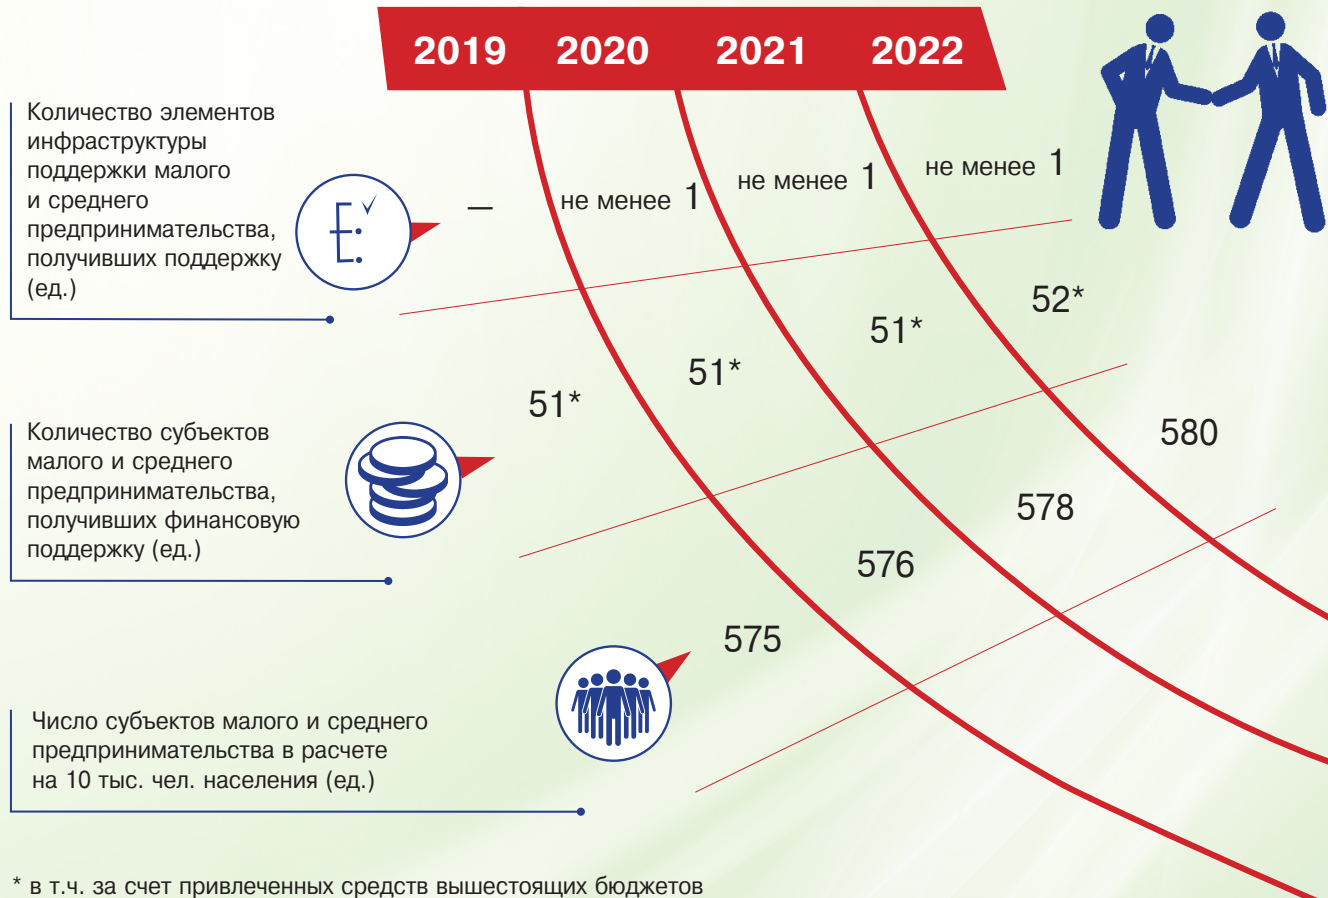 2019 2020 2021 2022
Количество элементов
инфраструктуры
поддержки малого
и среднего
предпринимательства,
получивших поддержку
(ед.)
– не менее 1 не менее 1 не менее 1
Количество субъектов
малого и среднего
предпринимательства,
получивших финансовую
поддержку (ед.)
51* 51* 51* 52*
Число субъектов малого и среднего
предпринимательства в расчете
на 10 тыс. чел. населения (ед.)
575 576 578 580
* в т.ч. за счет привлеченных средств вышестоящих бюджетов